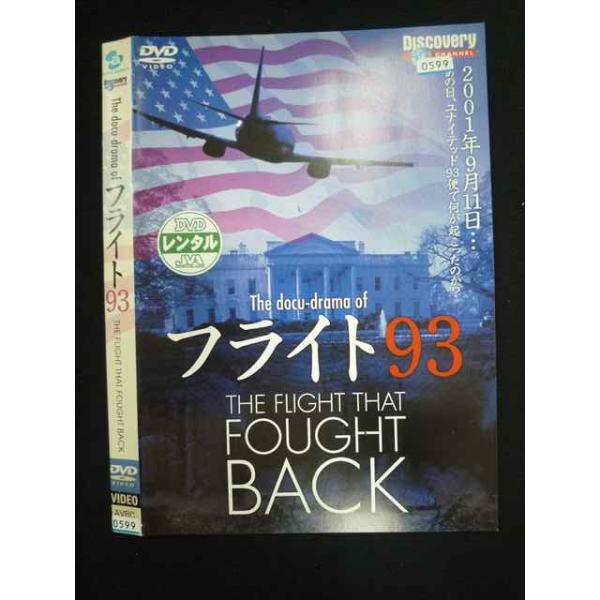 Discovery
The docu-drama of
フライト93
THE FLIGHT THAT FOUGHT BACK
DVD
VIDEO
VIDEO
AVBC
0599
DVD
VIDEO
Discovery
CHANNEL
0599
2001年9月11日…
あの日、ユナイテッド93便で何が起こったのか?
DVD
レンタル
JVA
The docu-drama of
フライト93
THE FLIGHT THAT
FOUGHT
BACK